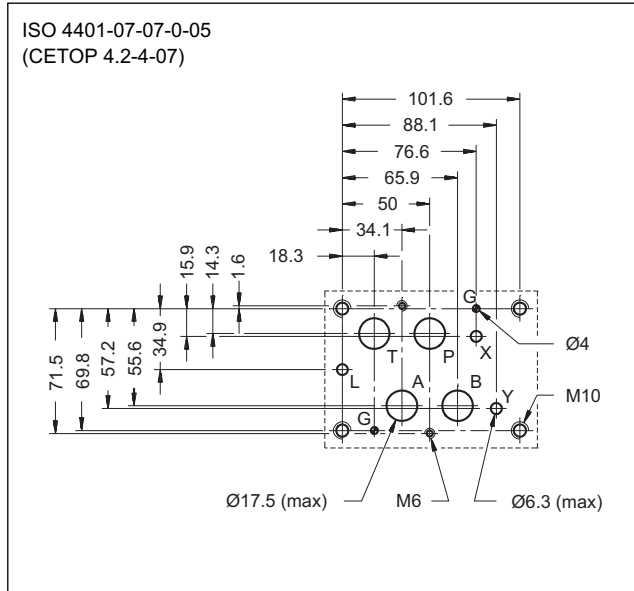 ISO 4401-07-07-0-05
(CETOP 4.2-4-07)
101.6
88.1
76.6
65.9
50
34.1
18.3
15.9
14.3
1.6
71.5
69.8
57.2
55.6
34.9
G
T
P
X
Ø4
L
A
B
Y
M10
G
Ø17.5 (max)
M6
Ø6.3 (max)